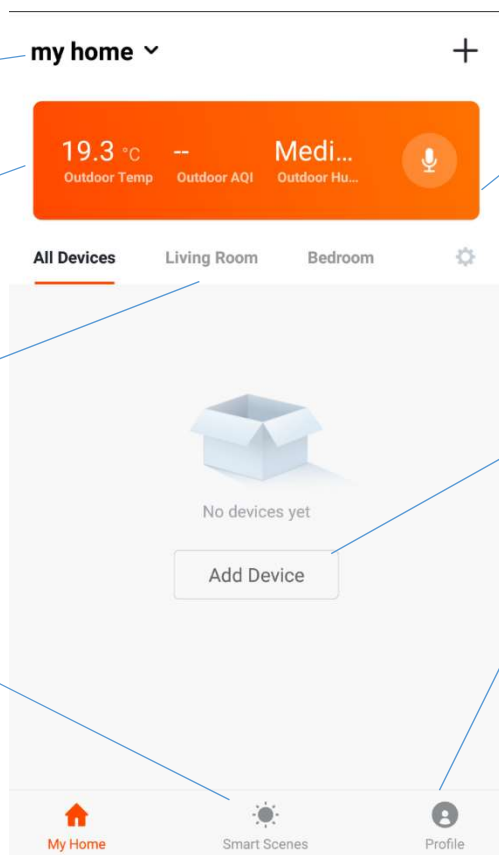 my home
19.3 °C -- Medi...
Outdoor Temp Outdoor AQI Outdoor Hu...
All Devices Living Room Bedroom
No devices yet
Add Device
My Home Smart Scenes Profile